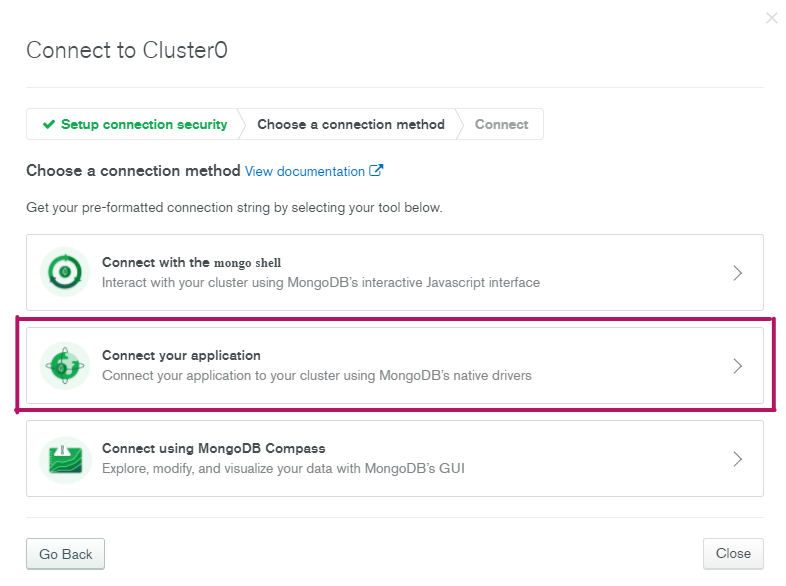 Connect to Cluster0
Setup connection security
Choose a connection method
Connect
Choose a connection method View documentation
Get your pre-formatted connection string by selecting your tool below.
Connect with the mongo shell
Interact with your cluster using MongoDB's interactive Javascript interface
Connect your application
Connect your application to your cluster using MongoDB's native drivers
Connect using MongoDB Compass
Explore, modify, and visualize your data with MongoDB's GUI
Go Back
Close